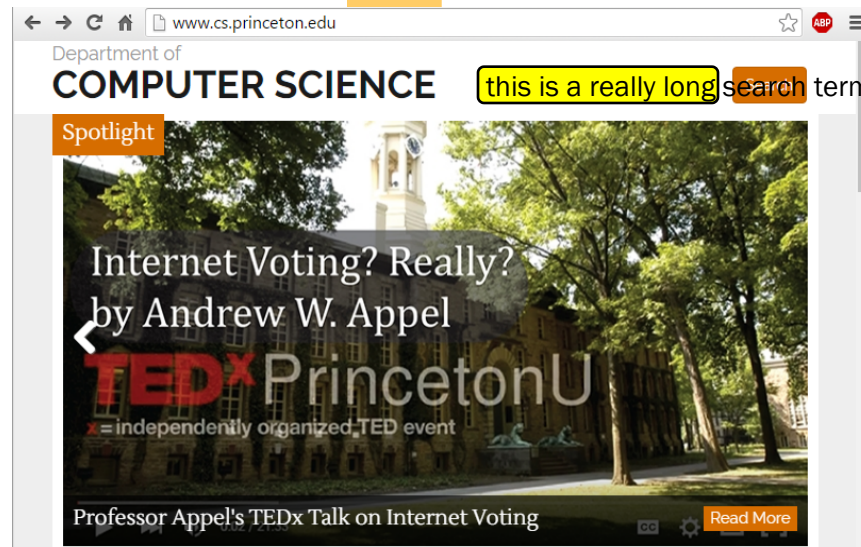 www.cs.princeton.edu
ABP
Department of
COMPUTER SCIENCE
this is a really long search term
Search
Spotlight
Internet Voting? Really?
by Andrew W. Appel
TEDx PrincetonU
x = independently organized TED event
Professor Appel's TEDx Talk on Internet Voting
Read More
CC